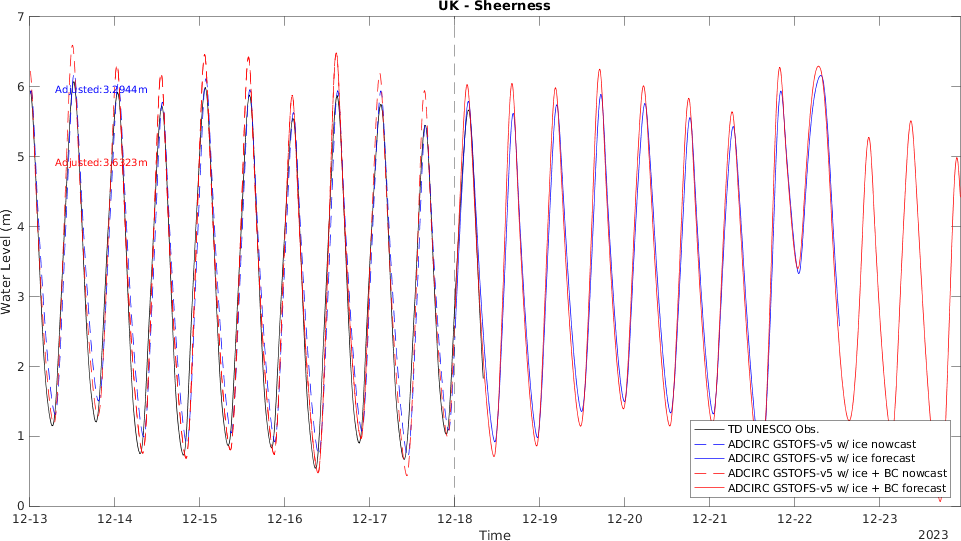 UK - Sheerness
7
6
5
4
3
2
1
0
Water Level (m)
Adjusted:3.2944m
Adjusted:3.6323m
TD UNESCO Obs.
ADCIRC GSTOFS-v5 w/ ice nowcast
ADCIRC GSTOFS-v5 w/ ice forecast
ADCIRC GSTOFS-v5 w/ ice + BC nowcast
ADCIRC GSTOFS-v5 w/ ice + BC forecast
12-13 12-14 12-15 12-16 12-17 12-18 12-19 12-20 12-21 12-22 12-23
Time
2023